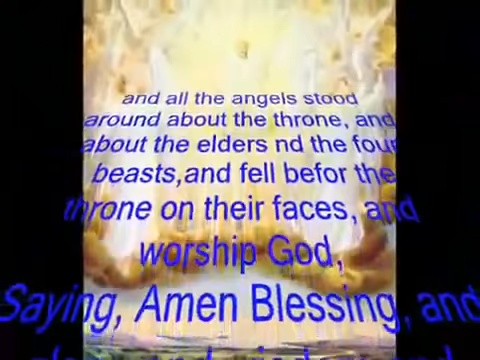 and all the angels stood
around about the throne, and
about the elders nd the four
beasts,and fell befor the
throne on their faces, and
worship God,
Saying, Amen Blessing, and